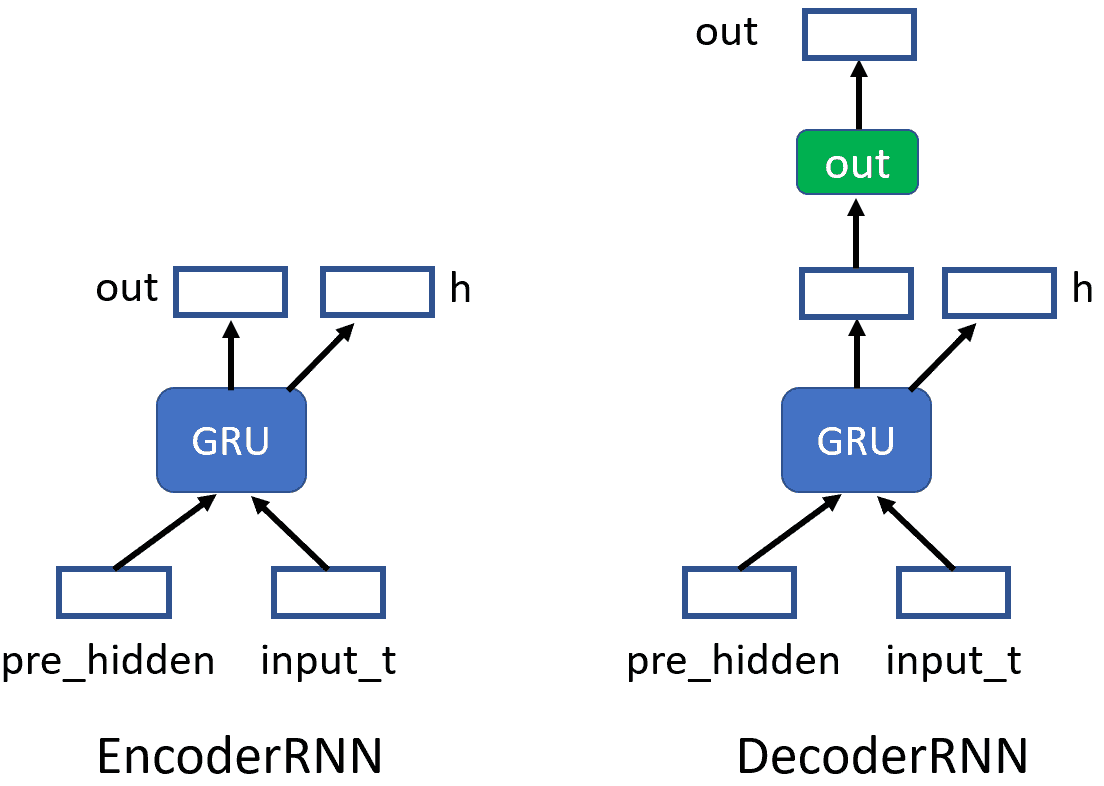 out
h
GRU
pre_hidden
input_t
EncoderRNN
out
out
h
GRU
pre_hidden
input_t
DecoderRNN